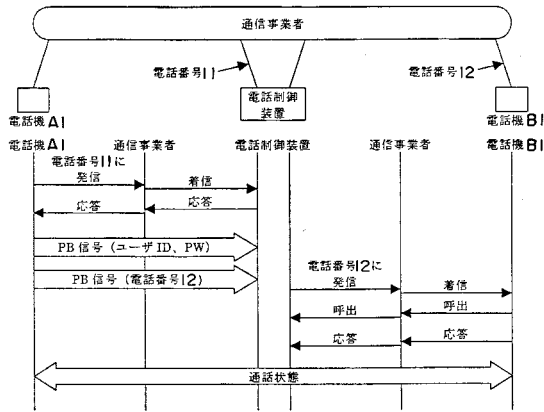 通信事業者
電話番号11
電話番号12
電話制御
装置
電話機A1
電話機B1
電話機A1
通信事業者
電話制御装置
通信事業者
電話機B1
電話番号11に
発信
着信
応答
応答
PB信号(ユーザID、PW)
PB信号(電話番号12)
電話番号12に
発信
着信
呼出
呼出
応答
応答
通話状態